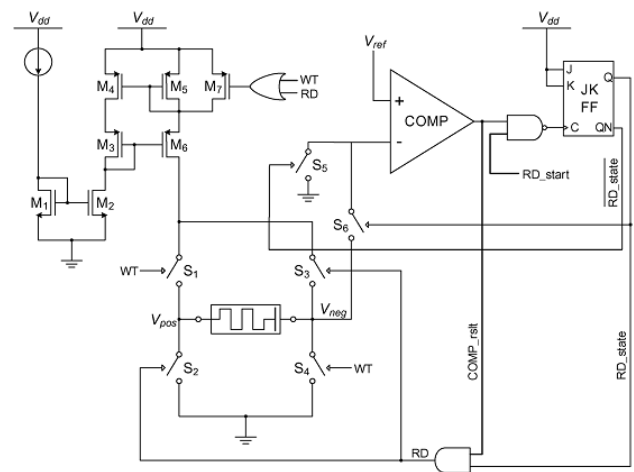 Vdd
Vdd
Vdd
M4
M5
M7
WT
RD
Vref
+
COMP
-
J
K
JK
FF
Q
C
QN
M3
M6
S5
RD_start
RD_state
M1
M2
S6
WT
S1
S3
Vpos
Vneg
S2
S4
WT
COMP_rslt
RD_state
RD